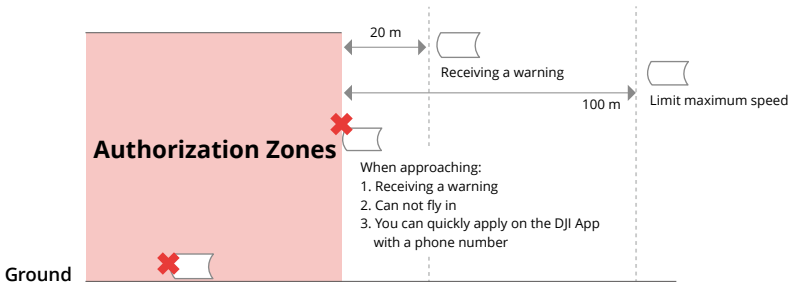 20 m
Receiving a warning
100 m
Limit maximum speed
Authorization Zones
When approaching:
1. Receiving a warning
2. Can not fly in
3. You can quickly apply on the DJI App
with a phone number
Ground